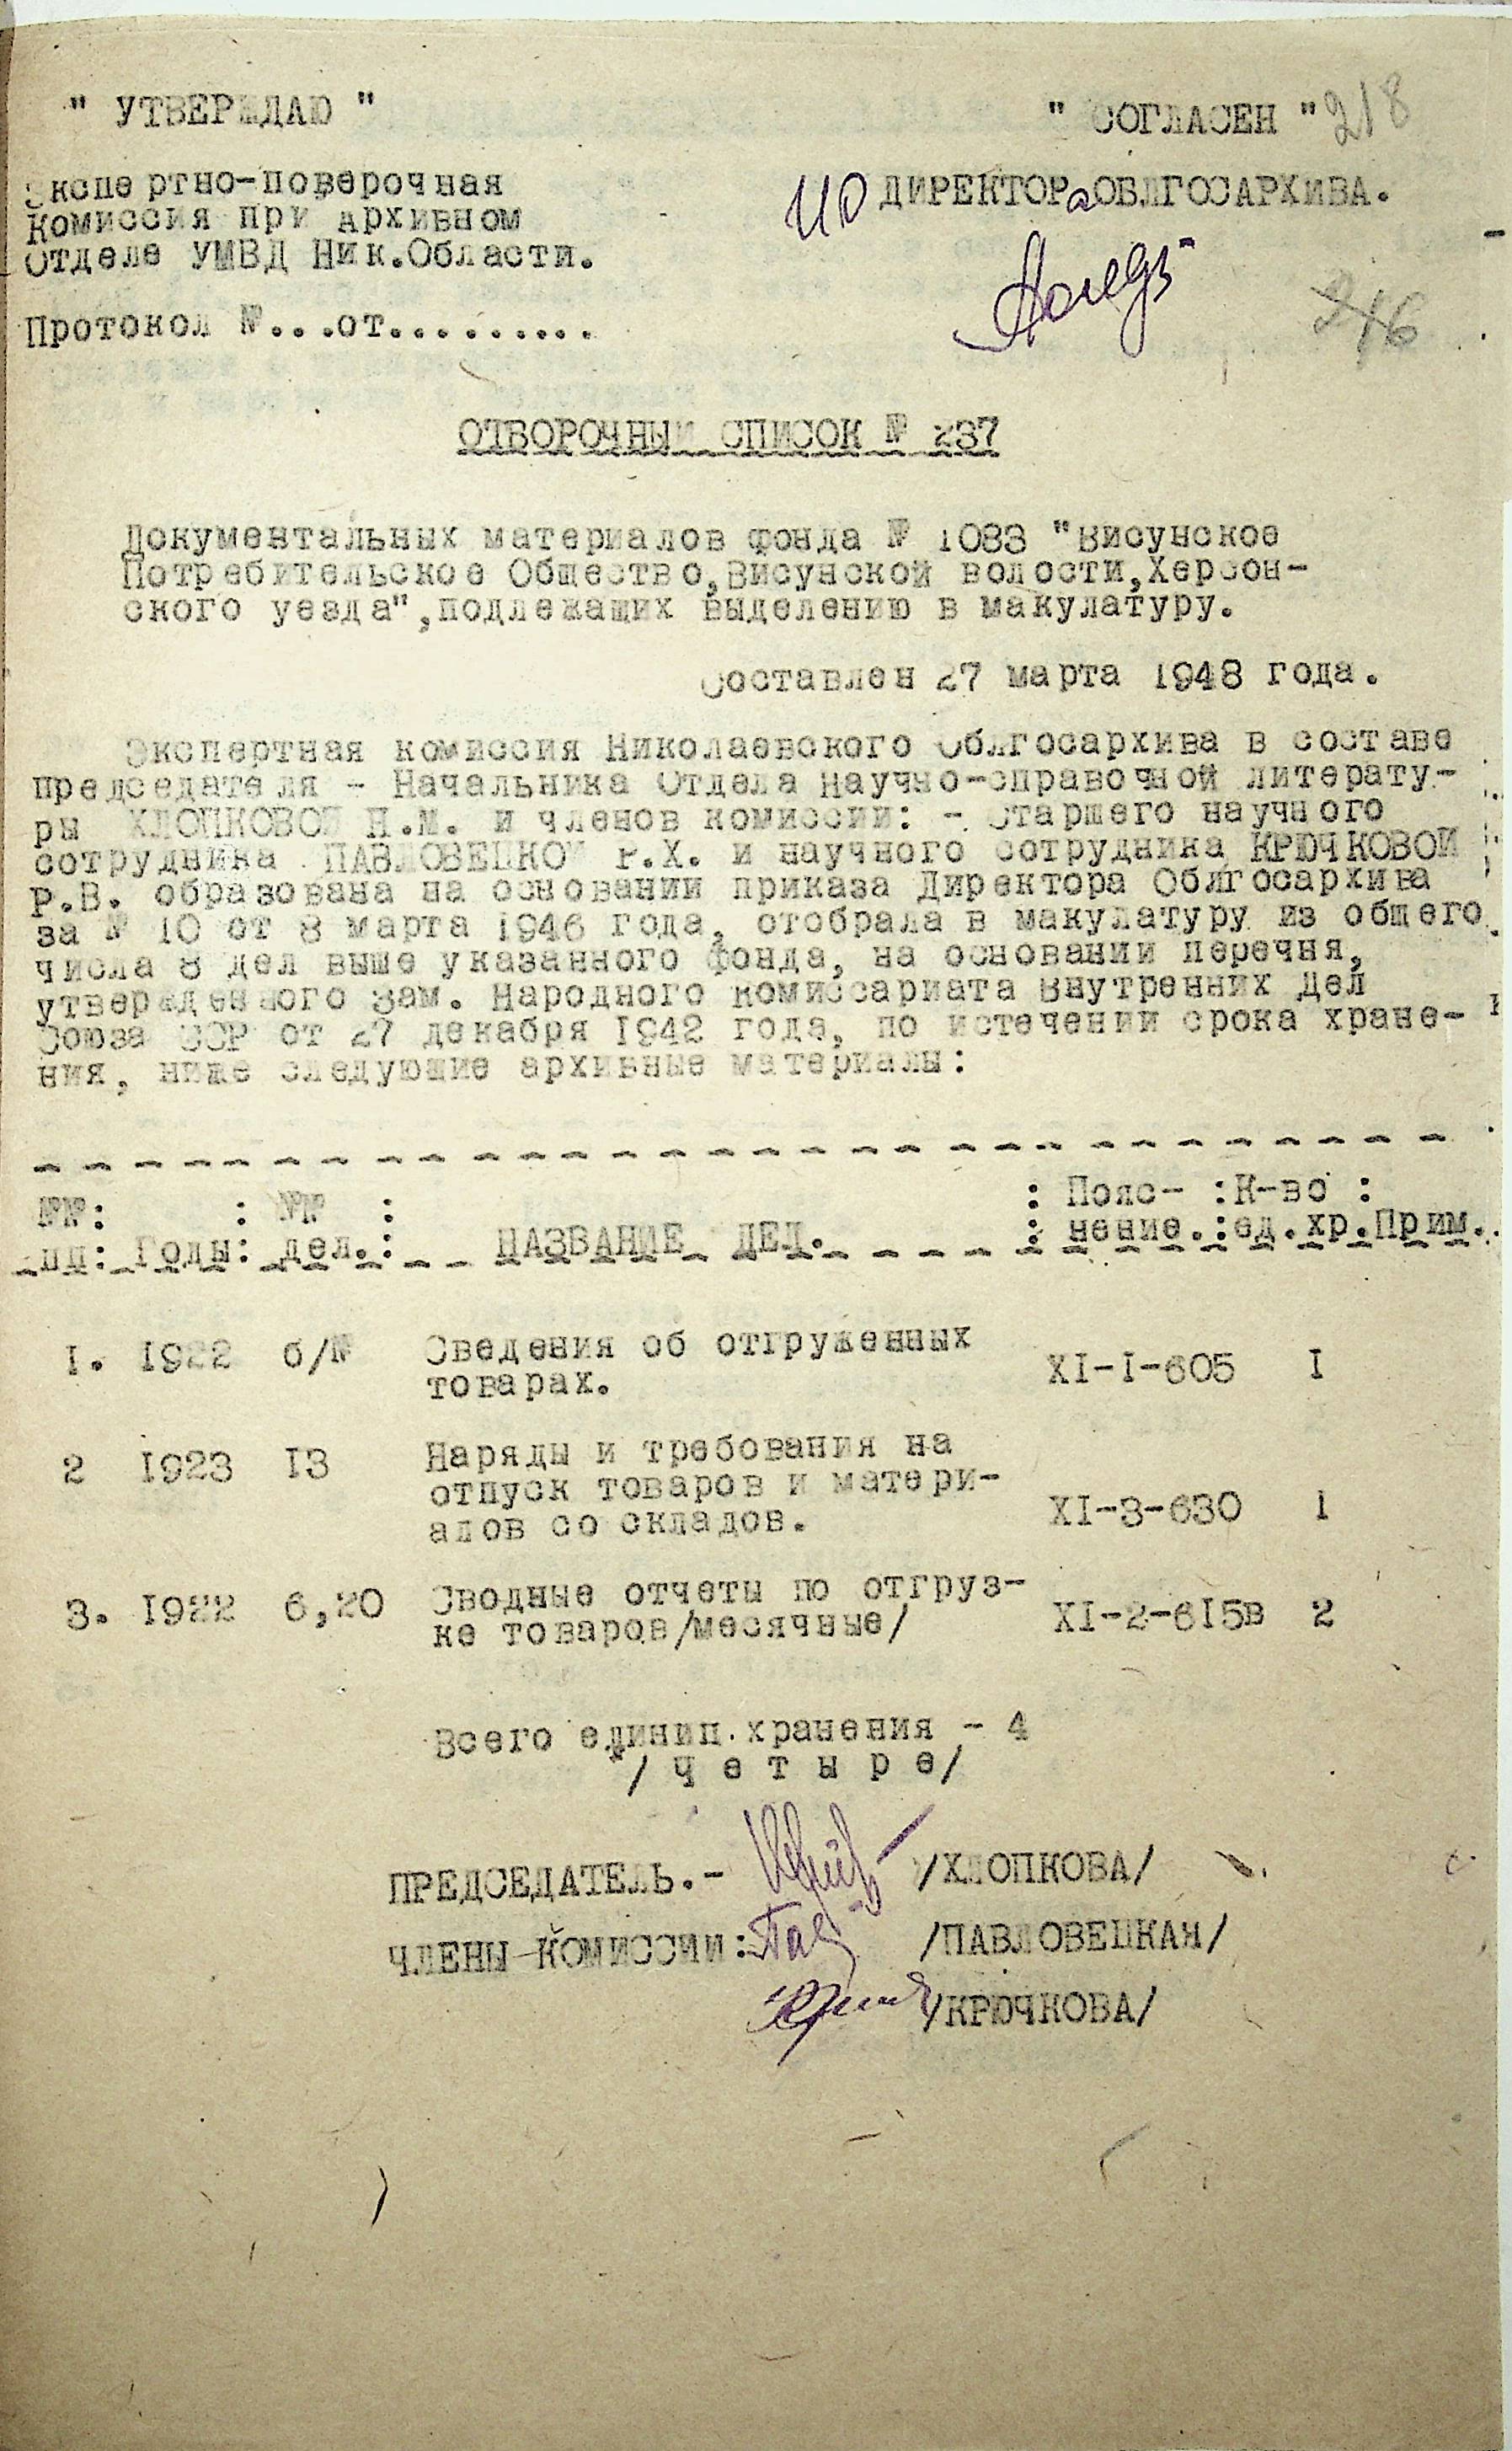 " УТВЕРЖДАЮ "
Экспертно-поверочная
комиссия при Архивном
Отделе УМВД Ник.Области.
Протокол №...от..........
" СОГЛАСЕН " 218
ИО ДИРЕКТОРа ОБЛГОСАРХИВА.
216
ОТБОРОЧНЫЙ СПИСОК № 237
Документальных материалов фонда № 1083 "Висунское
Потребительское Общество,Висунской волости,Херсон-
ского уезда",подлежащих выделению в макулатуру.
Составлен 27 марта 1948 года.
Экспертная комиссия Николаевского Облгосархива в составе
председателя - Начальника Отдела Научно-справочной литерату-
ры ХЛОПКОВОЙ Н.М. и членов комиссии: - Старшего научного
сотрудника ПАВЛОВЕЦКОЙ Р.Х. и научного сотрудника КРЮЧКОВОЙ
Р.В. образована на основании приказа Директора Облгосархива
за № 10 от 8 марта 1946 года, отобрала в макулатуру из общего
числа 8 дел выше указанного фонда, на основании перечня,
утвержденного Зам. Народного Комиссариата Внутренних Дел
Союза ССР от 27 декабря 1942 года, по истечении срока хране-
ния, ниже следующие архивные материалы:
№№: : №№ : : Пояс- :К-во :
пп: Годы: дел.: НАЗВАНИЕ ДЕЛ. : нение.:ед.хр.Прим.
1. 1922 б/№ Сведения об отгруженных
товарах. XI-I-605 I
2 1923 13 Наряды и требования на
отпуск товаров и матери-
алов со складов. XI-3-630 1
3. 1922 6,20 Сводные отчеты по отгруз-
ке товаров/месячные/ XI-2-615в 2
Всего единиц.хранения - 4
/ ч е т ы р е/
ПРЕДСЕДАТЕЛЬ.- /ХЛОПКОВА/
ЧЛЕНЫ КОМИССИИ: /ПАВЛОВЕЦКАЯ/
/КРЮЧКОВА/